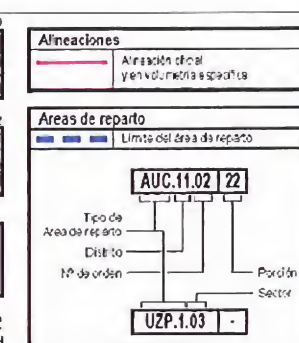 Alineaciones
Alineación oficial
y en volumetría específica
Areas de reparto
Límite del área de reparto
AUC.11.02 22
Tipo de
Area de reparto
Distrito
Nº de orden
Porción
Sector
UZP.1.03 -